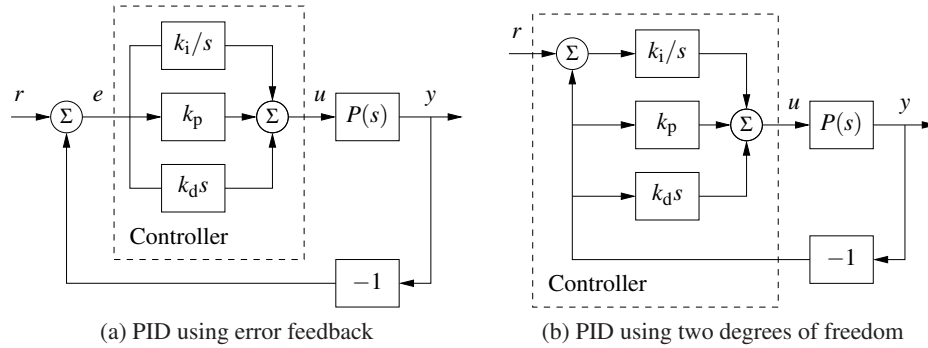 r
Σ
e
k_i/s
k_p
k_d s
Σ
u
P(s)
y
Controller
−1
(a) PID using error feedback
r
Σ
k_i/s
k_p
k_d s
Σ
u
P(s)
y
−1
Controller
(b) PID using two degrees of freedom